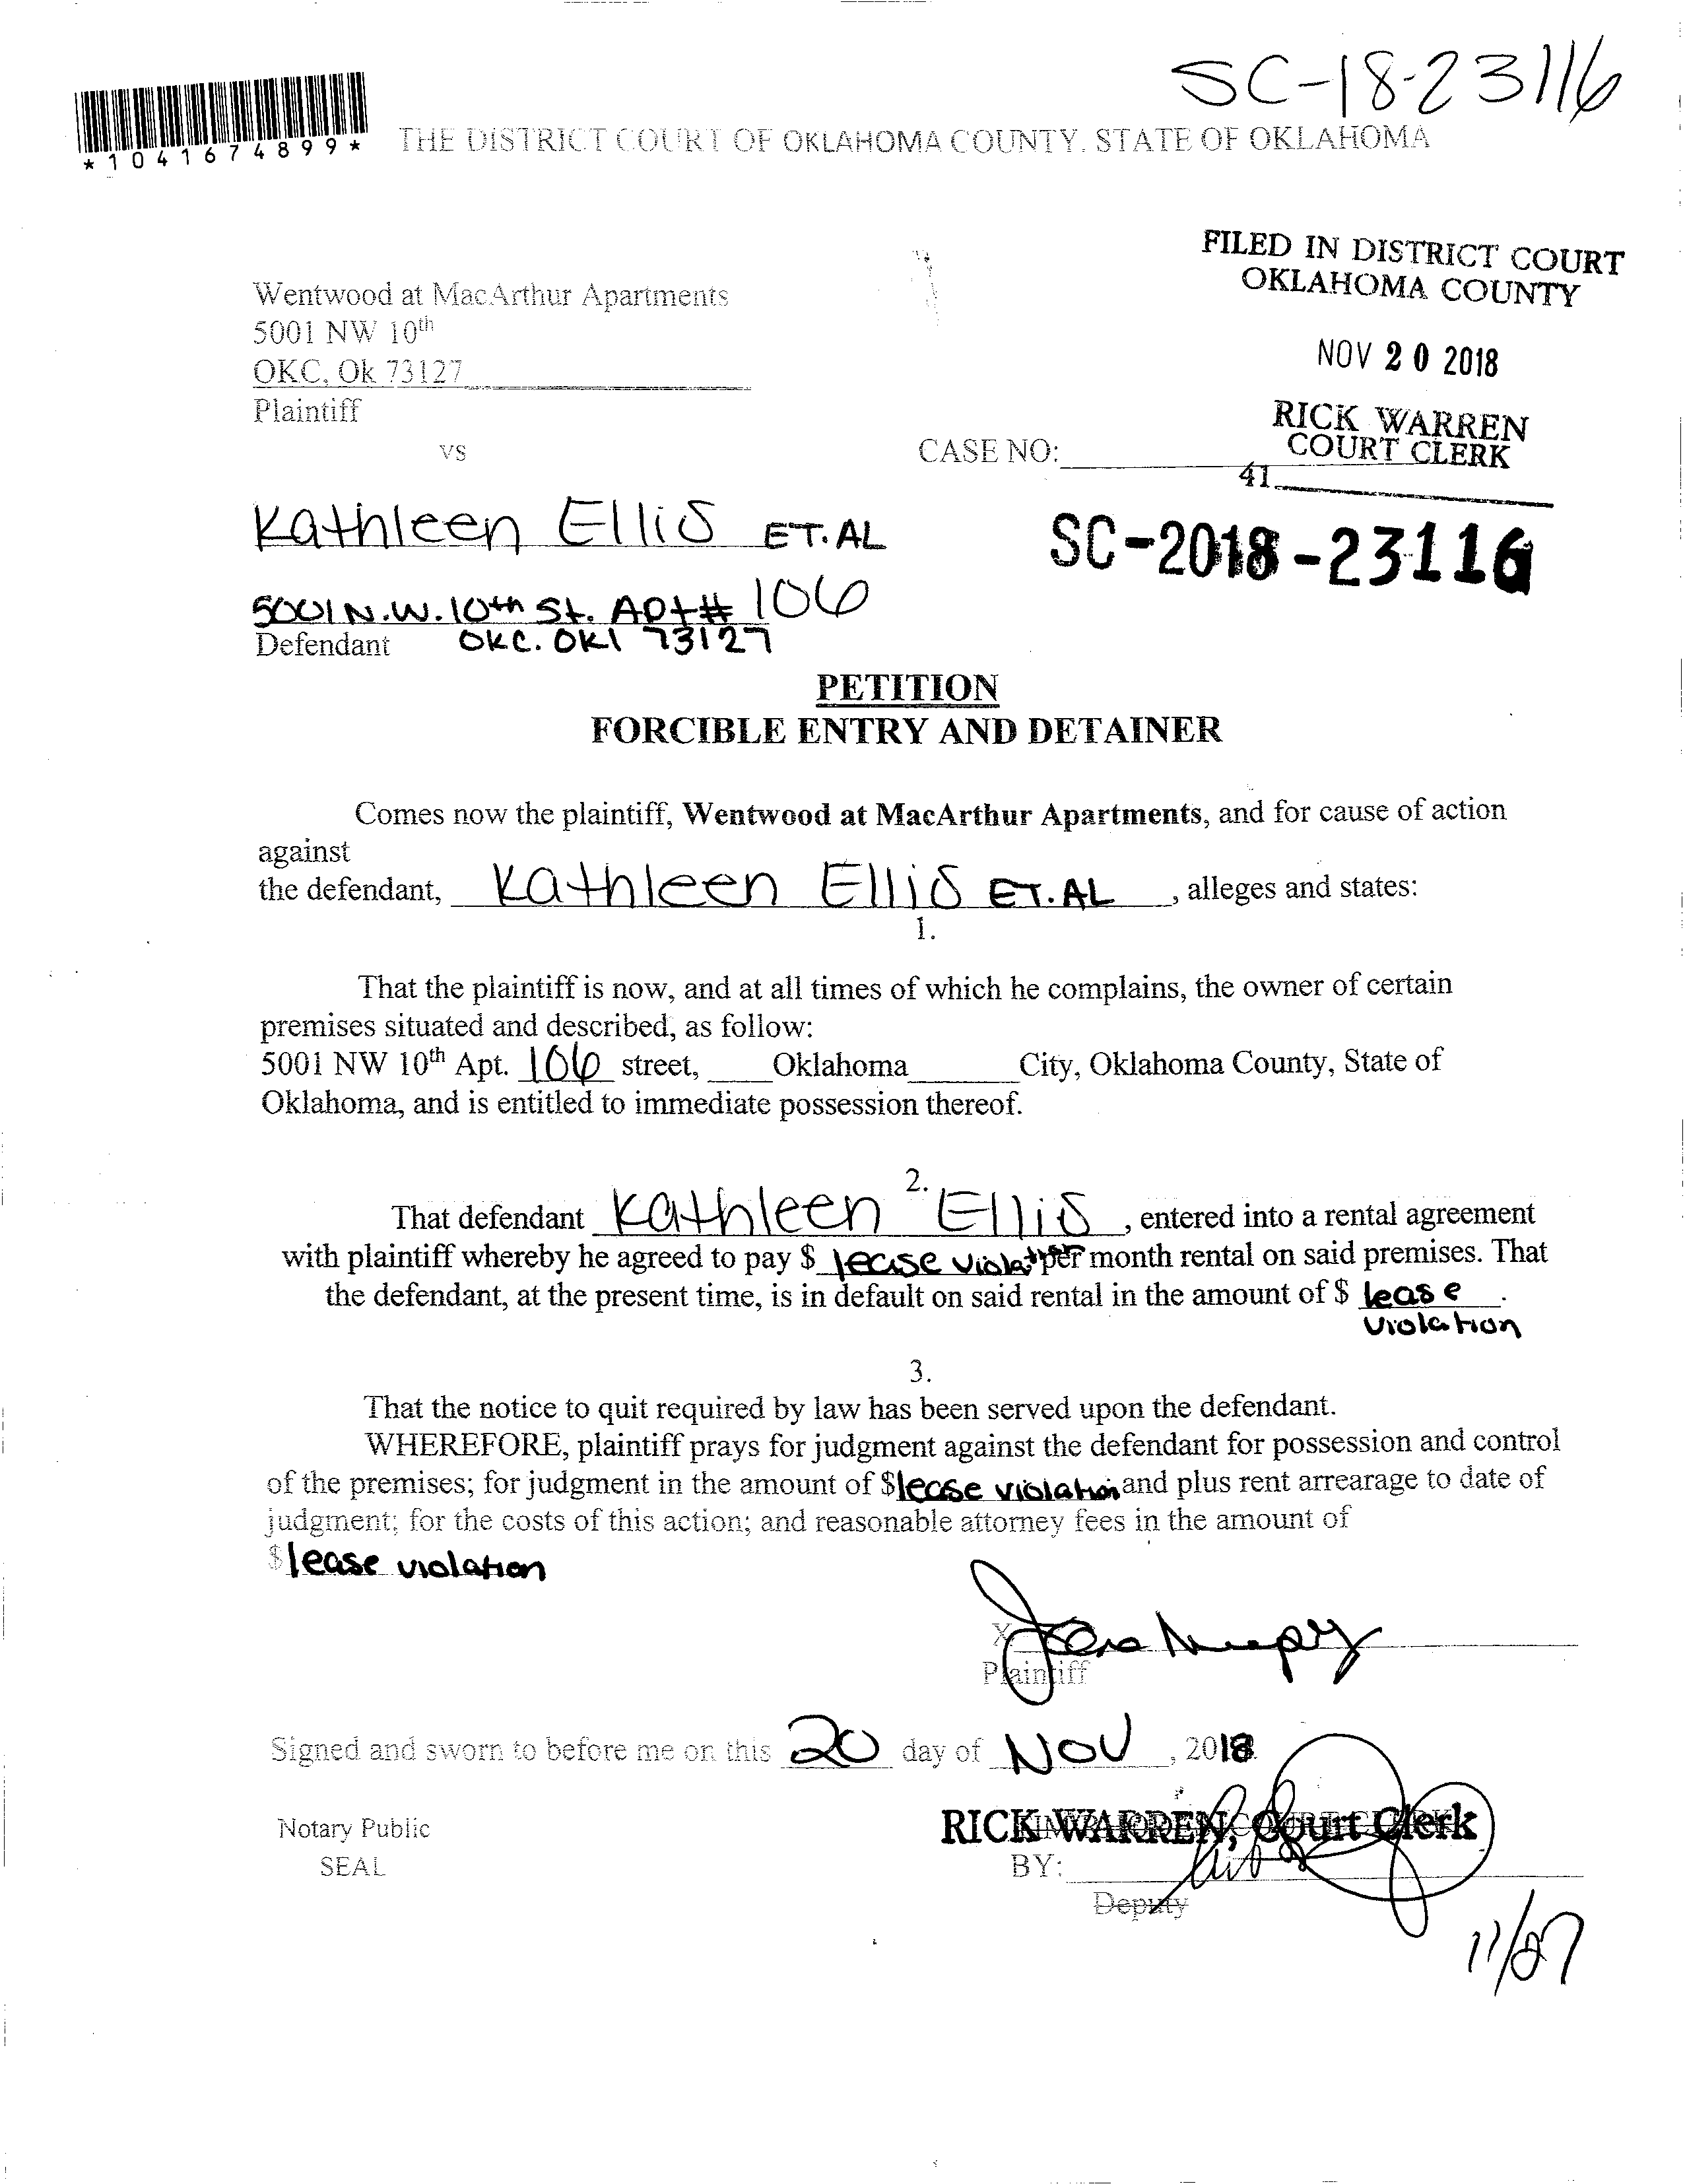 SC-18-23116
*1041674899*
THE DISTRICT COURT OF OKLAHOMA COUNTY, STATE OF OKLAHOMA
FILED IN DISTRICT COURT
OKLAHOMA COUNTY
NOV 20 2018
RICK WARREN
COURT CLERK
41
Wentwood at MacArthur Apartments
5001 NW 10th
OKC, Ok 73127
Plaintiff
vs
CASE NO:
Kathleen Ellis ET.AL
SC-2018-23116
5001 N.W. 10th St. Apt# 106
Defendant OKC. OKl 73127
PETITION
FORCIBLE ENTRY AND DETAINER
Comes now the plaintiff, Wentwood at MacArthur Apartments, and for cause of action
against
the defendant, Kathleen Ellis ET.AL, alleges and states:
1.
That the plaintiff is now, and at all times of which he complains, the owner of certain
premises situated and described, as follow:
5001 NW 10th Apt. 106 street, Oklahoma City, Oklahoma County, State of
Oklahoma, and is entitled to immediate possession thereof.
2.
That defendant Kathleen Ellis, entered into a rental agreement
with plaintiff whereby he agreed to pay $ lease per month rental on said premises. That
the defendant, at the present time, is in default on said rental in the amount of $ lease.
violation
3.
That the notice to quit required by law has been served upon the defendant.
WHEREFORE, plaintiff prays for judgment against the defendant for possession and control
of the premises; for judgment in the amount of $lease violation and plus rent arrearage to date of
judgment; for the costs of this action; and reasonable attorney fees in the amount of
$lease violation
X
Plaintiff
Signed and sworn to before me on this 20 day of Nov, 2018
Notary Public
SEAL
RICK WARREN, Court Clerk
BY:
Deputy
11/27